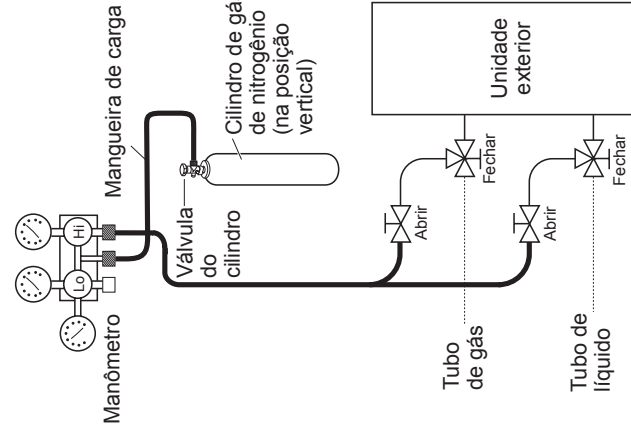 Manômetro
Lo
Hi
Mangueira de carga
Válvula
do
cilindro
Cilindro de gá
de nitrogênio
(na posição
vertical)
Abrir
Fechar
Unidade
exterior
Abrir
Fechar
Tubo
de gás
Tubo de
líquido